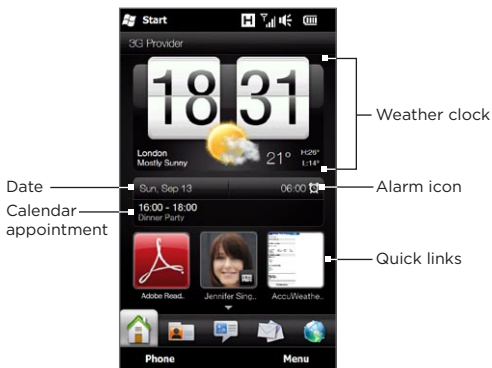 Start
H
3G Provider
18 31
London
Mostly Sunny
21°
H:26°
L:14°
Sun, Sep 13
06:00
16:00 - 18:00
Dinner Party
Adobe Read..
Jennifer Sing..
AccuWeathe..
Phone
Menu
Weather clock
Date
Alarm icon
Calendar
appointment
Quick links